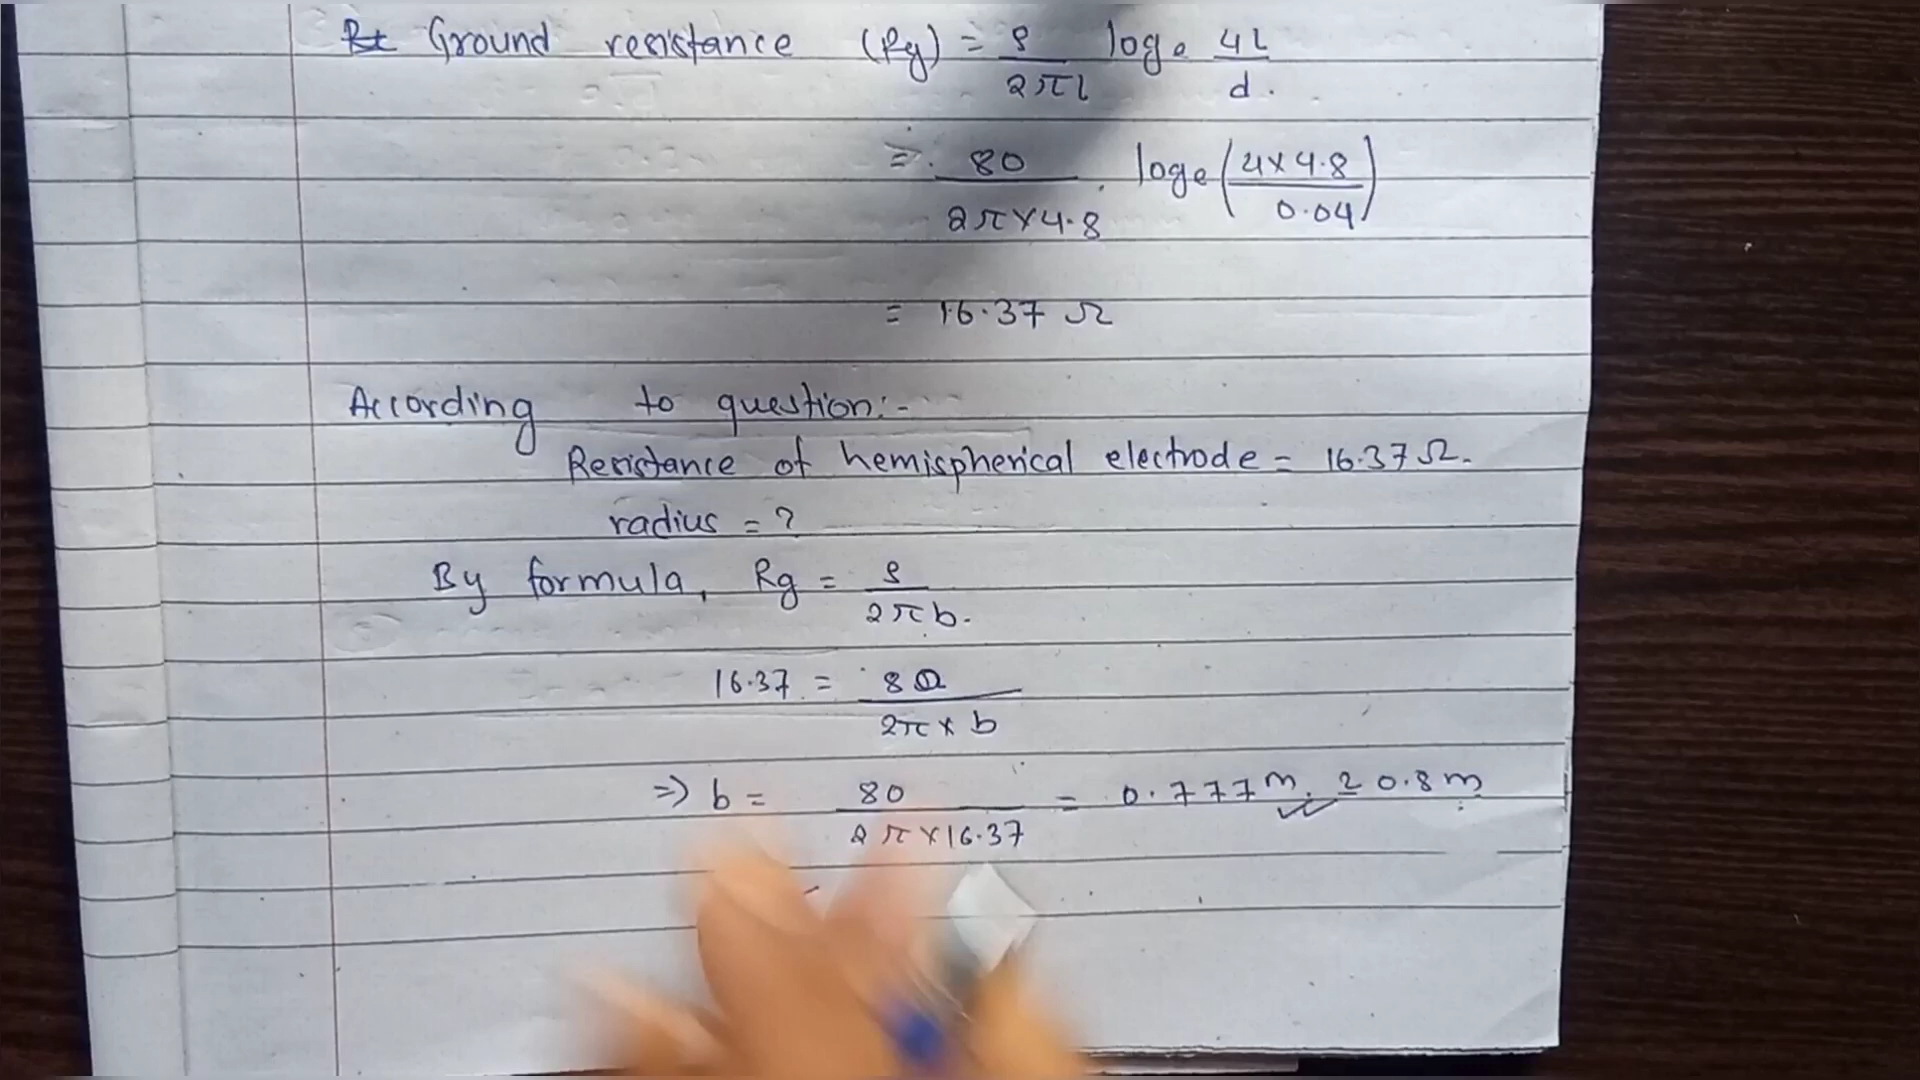 Ground resistance (Rg) = ρ/2πl loge 4l/d.
= 80/2π×4.8 . loge (4×4.8/0.04)
= 16.37 Ω
According to question:-
Resistance of hemispherical electrode = 16.37Ω.
radius = ?
By formula, Rg = ρ/2πb.
16.37 = 80/2π×b
=> b = 80/2π×16.37 = 0.777m. ≈ 0.8m